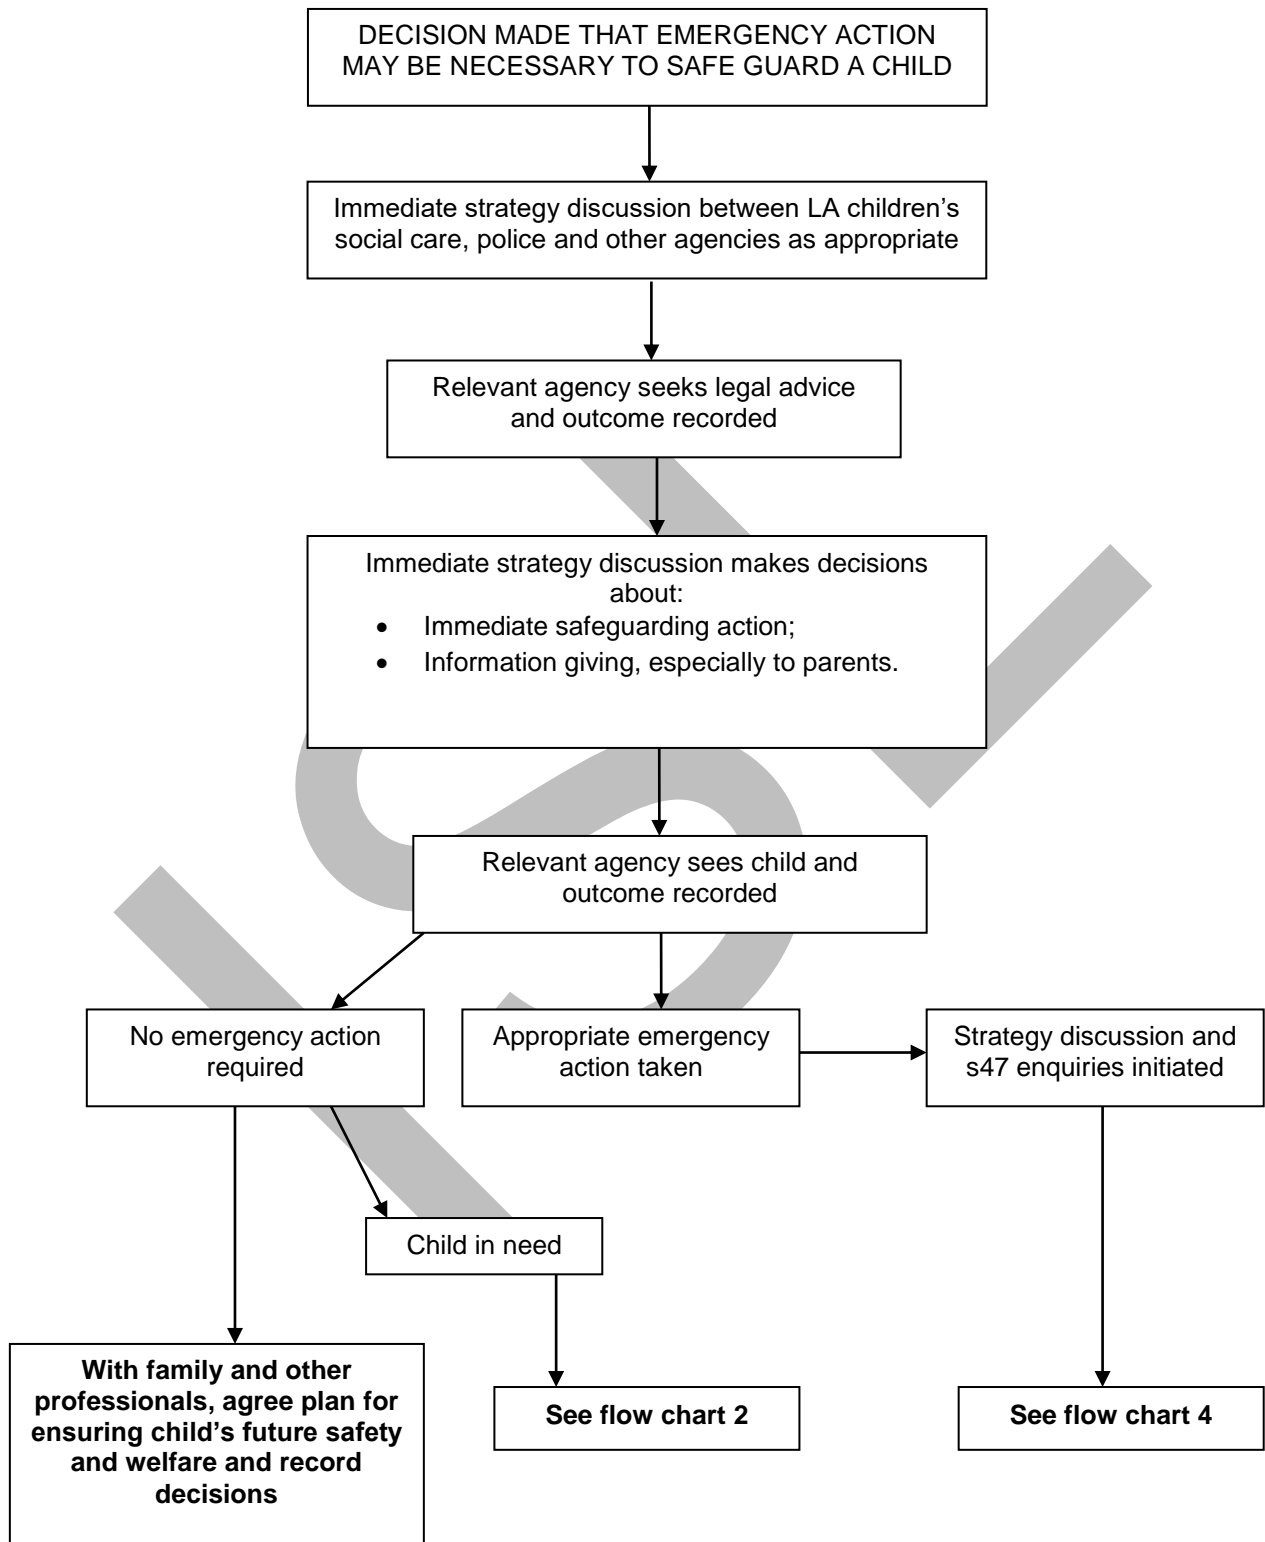 DECISION MADE THAT EMERGENCY ACTION
MAY BE NECESSARY TO SAFE GUARD A CHILD
Immediate strategy discussion between LA children’s
social care, police and other agencies as appropriate
Relevant agency seeks legal advice
and outcome recorded
Immediate strategy discussion makes decisions
about:
• Immediate safeguarding action;
• Information giving, especially to parents.
Relevant agency sees child and
outcome recorded
No emergency action
required
Appropriate emergency
action taken
Strategy discussion and
s47 enquiries initiated
Child in need
With family and other
professionals, agree plan for
ensuring child’s future safety
and welfare and record
decisions
See flow chart 2
See flow chart 4